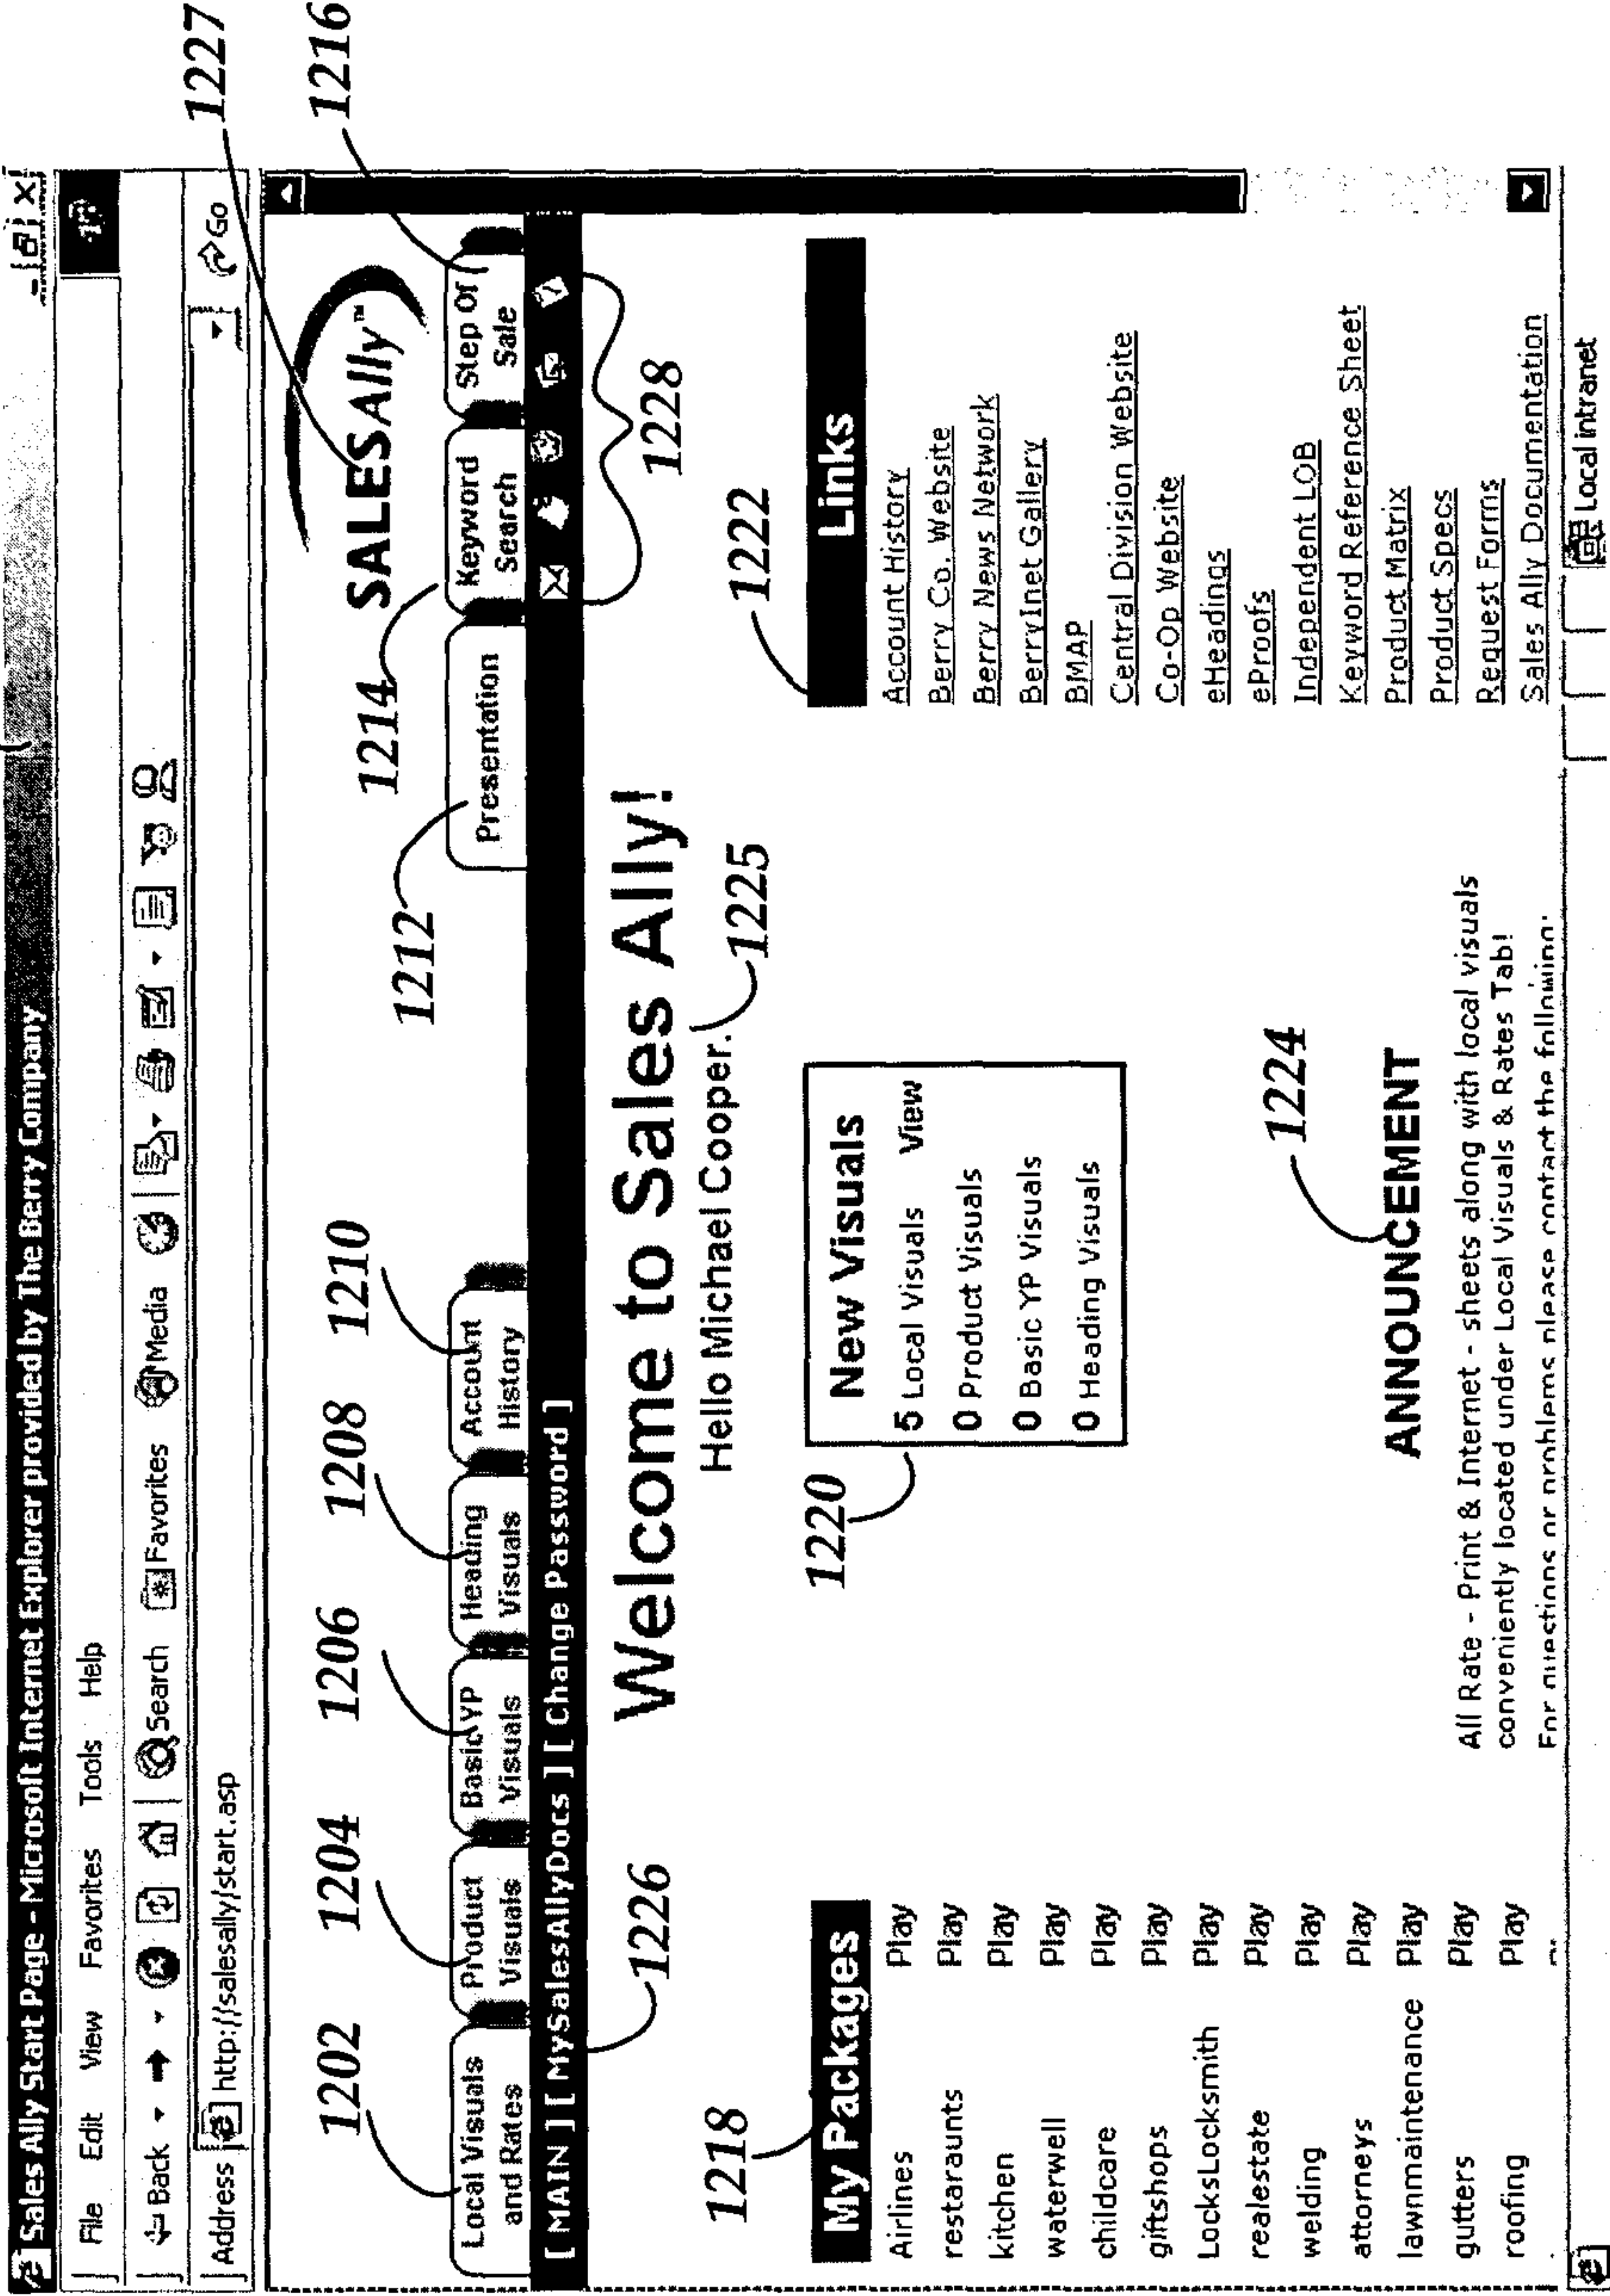 Sales Ally Start Page - Microsoft Internet Explorer provided by The Berry Company
File Edit View Favorites Tools Help
Back Search Favorites Media
Address http://salesally/start.asp Go
1227
1216
SALESAlly™
1202 1204 1206 1208 1210 1212 1214
Local Visuals and Rates
Product Visuals
Basic YP Visuals
Heading Visuals
Account History
Presentation
Keyword Search
Step Of Sale
[ MAIN ] [ MySalesAllyDocs ] [ Change Password ]
1226
1228
Welcome to Sales Ally!
Hello Michael Cooper.
1225
1218
My Packages
Airlines Play
restaraunts Play
kitchen Play
waterwell Play
childcare Play
giftshops Play
LocksLocksmith Play
realestate Play
welding Play
attorneys Play
lawnmaintenance Play
gutters Play
roofing Play
1220
New Visuals
5 Local Visuals View
0 Product Visuals
0 Basic YP Visuals
0 Heading Visuals
1224
ANNOUNCEMENT
All Rate - Print & Internet - sheets along with local visuals
conveniently located under Local Visuals & Rates Tab!
For questions or problems please contact the following:
1222
Links
Account History
Berry Co. Website
Berry News Network
BerryInet Gallery
BMAP
Central Division Website
Co-Op Website
eHeadings
eProofs
Independent LOB
Keyword Reference Sheet
Product Matrix
Product Specs
Request Forms
Sales Ally Documentation
Local intranet